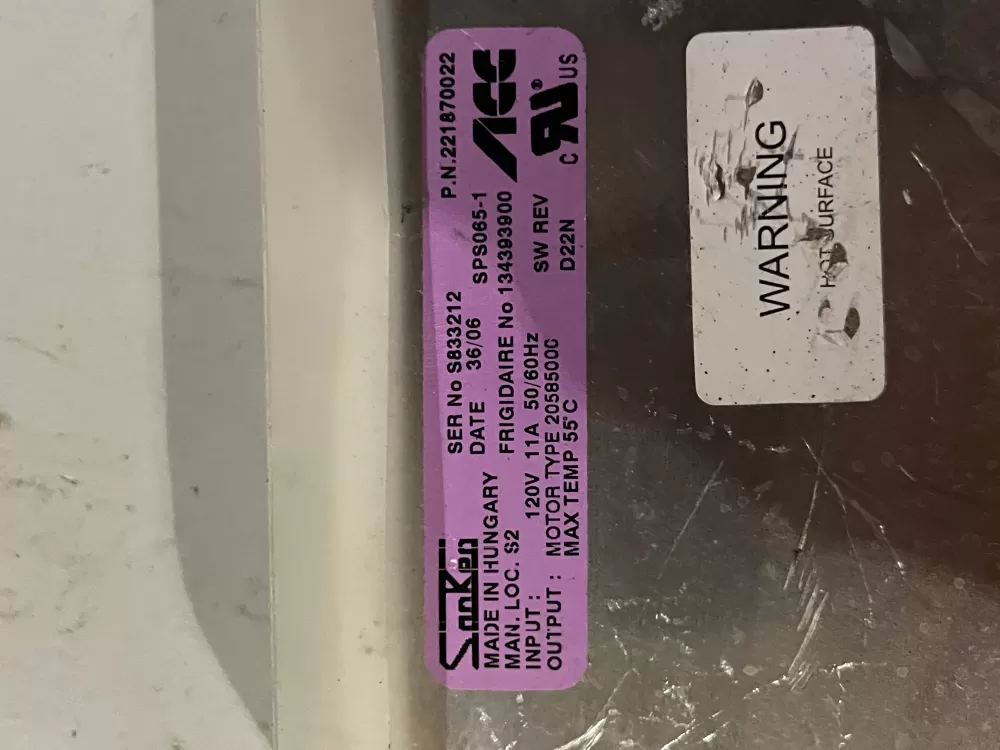 SanKen SER No S833212 P.N.221870022
MADE IN HUNGARY DATE 36/06 SPS065-1 ACC
MAN. LOC. S2 FRIGIDAIRE No 134393900
INPUT : 120V 11A 50/60Hz SW REV
OUTPUT : MOTOR TYPE 20585000 D22N
MAX TEMP 55°C
C RU® US
WARNING
HOT SURFACE